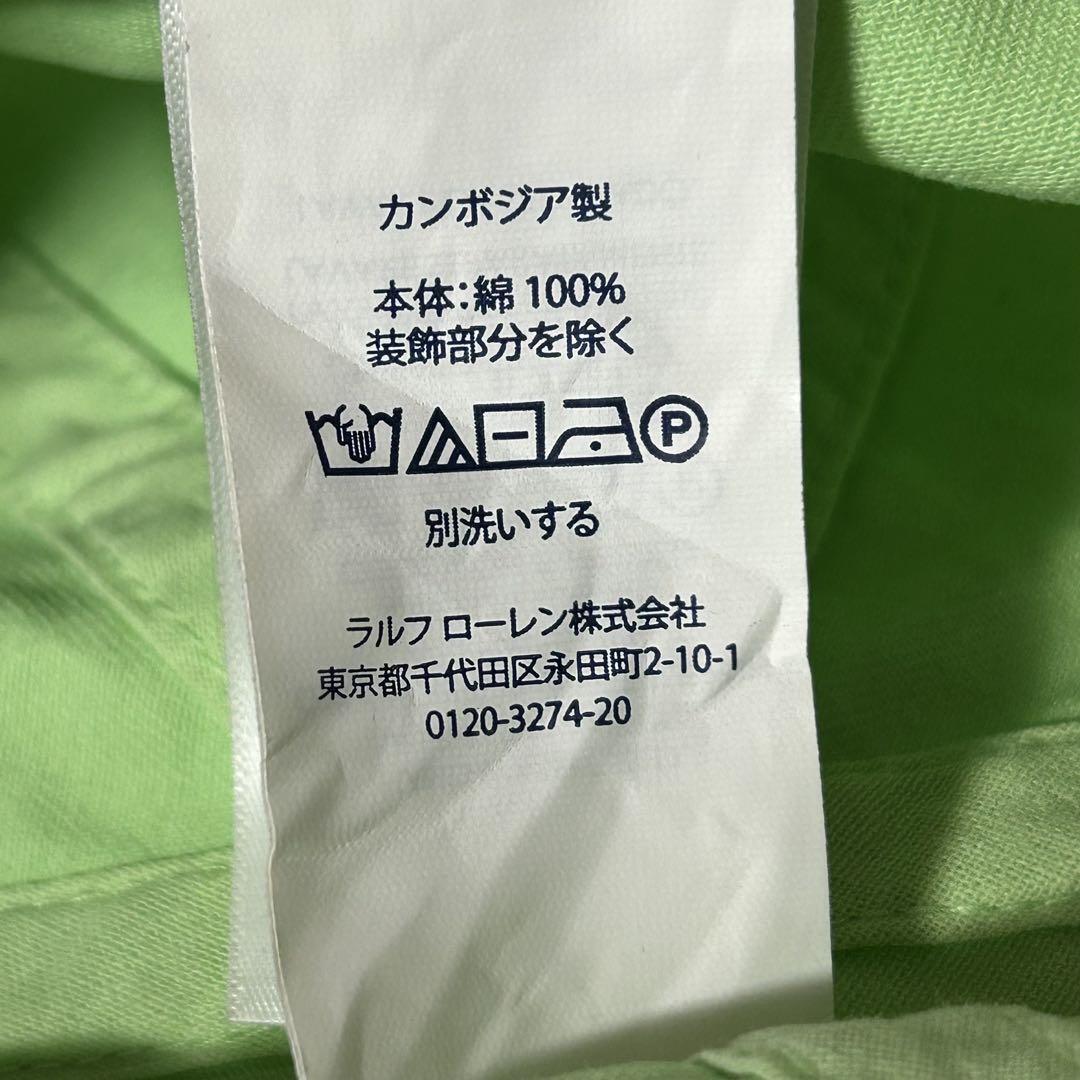 カンボジア製
本体:綿 100%
装飾部分を除く
P
別洗いする
ラルフ ローレン株式会社
東京都千代田区永田町2-10-1
0120-3274-20